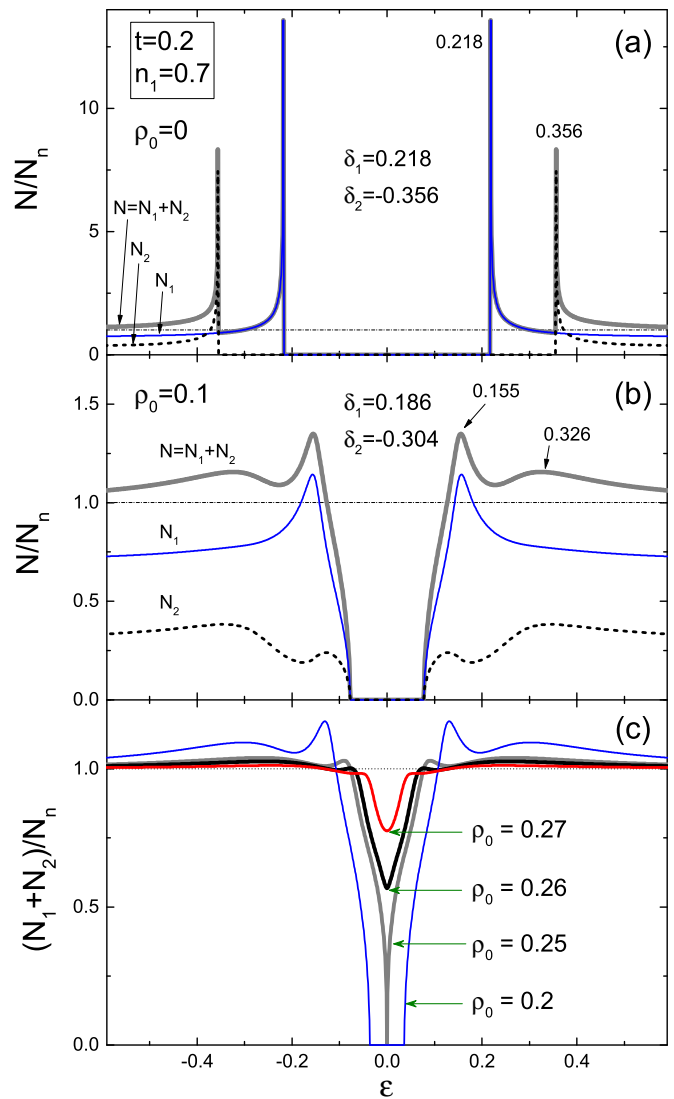 t=0.2
n₁=0.7
(a)
0.218
ρ₀=0
0.356
δ₁=0.218
δ₂=-0.356
N=N₁+N₂
N₂
N₁
N/Nₙ
10
5
0
ρ₀=0.1
δ₁=0.186
δ₂=-0.304
0.155
(b)
0.326
N=N₁+N₂
N₁
N₂
N/Nₙ
1.5
1.0
0.5
0.0
(c)
ρ₀ = 0.27
ρ₀ = 0.26
ρ₀ = 0.25
ρ₀ = 0.2
(N₁+N₂)/Nₙ
1.0
0.5
0.0
-0.4 -0.2 0.0 0.2 0.4
ε